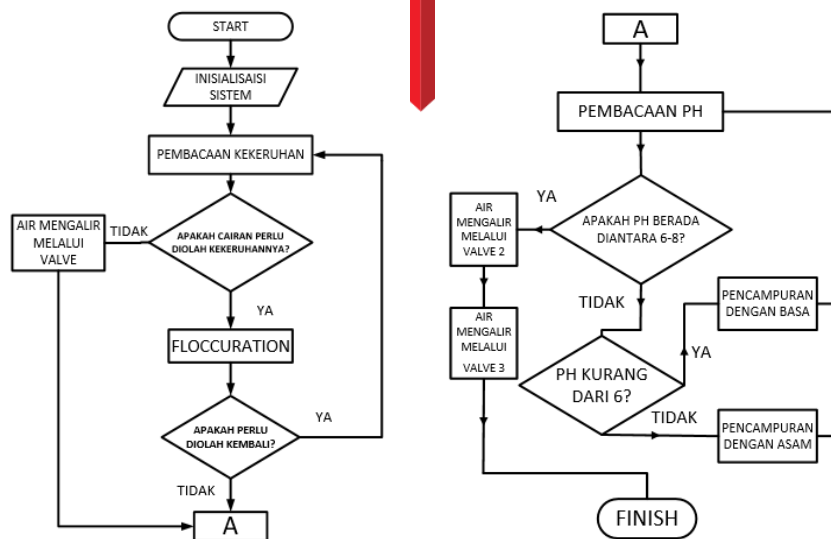 START
INISIALISAISI
SISTEM
PEMBACAAN KEKERUHAN
APAKAH CAIRAN PERLU
DIOLAH KEKERUHANNYA?
TIDAK
AIR MENGALIR
MELALUI
VALVE
YA
FLOCCURATION
APAKAH PERLU
DIOLAH KEMBALI?
YA
TIDAK
A
A
PEMBACAAN PH
APAKAH PH BERADA
DIANTARA 6-8?
YA
AIR
MENGALIR
MELALUI
VALVE 2
AIR
MENGALIR
MELALUI
VALVE 3
TIDAK
PH KURANG
DARI 6?
YA
PENCAMPURAN
DENGAN BASA
TIDAK
PENCAMPURAN
DENGAN ASAM
FINISH